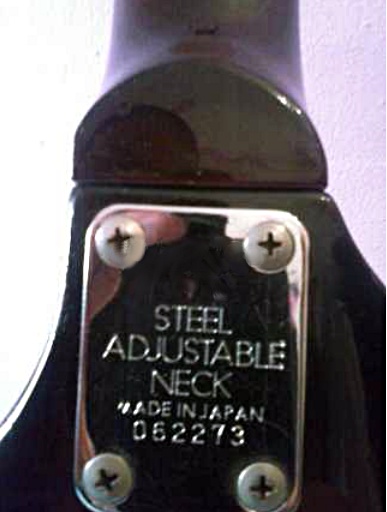 STEEL
ADJUSTABLE
NECK
MADE IN JAPAN
062273